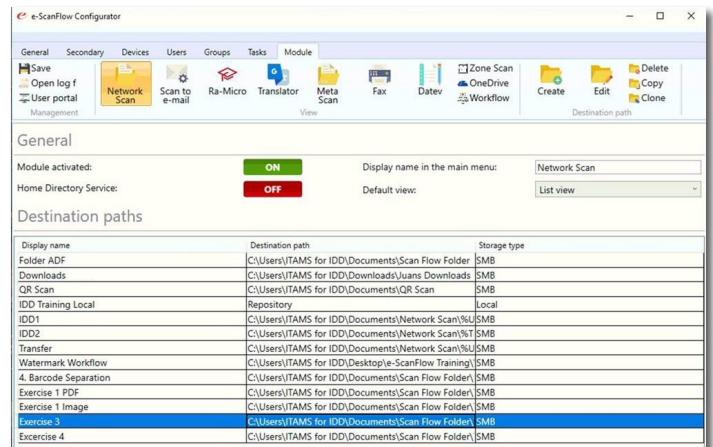 e e-ScanFlow Configurator
General Secondary Devices Users Groups Tasks Module
Save
Open log f
User portal
Management
Network Scan
Scan to e-mail
Ra-Micro
Translator
Meta Scan
Fax
Datev
Zone Scan
OneDrive
Workflow
View
Create
Edit
Delete
Copy
Clone
Destination path
General
Module activated: ON Display name in the main menu: Network Scan
Home Directory Service: OFF Default view: List view
Destination paths
Display name Destination path Storage type
Folder ADF C:\Users\ITAMS for IDD\Documents\Scan Flow Folder SMB
Downloads C:\Users\ITAMS for IDD\Downloads\Juans Downloads SMB
QR Scan C:\Users\ITAMS for IDD\Documents\QR Scan SMB
IDD Training Local Repository Local
IDD1 C:\Users\ITAMS for IDD\Documents\Network Scan\%U SMB
IDD2 C:\Users\ITAMS for IDD\Documents\Network Scan\%T SMB
Transfer C:\Users\ITAMS for IDD\Documents\Network Scan\%U SMB
Watermark Workflow C:\Users\ITAMS for IDD\Desktop\e-ScanFlow Training\ SMB
4. Barcode Separation C:\Users\ITAMS for IDD\Documents\Scan Flow Folder\ SMB
Exercise 1 PDF C:\Users\ITAMS for IDD\Documents\Scan Flow Folder\ SMB
Exercise 1 Image C:\Users\ITAMS for IDD\Documents\Scan Flow Folder\ SMB
Exercise 3 C:\Users\ITAMS for IDD\Documents\Scan Flow Folder\ SMB
Excercise 4 C:\Users\ITAMS for IDD\Documents\Scan Flow Folder\ SMB